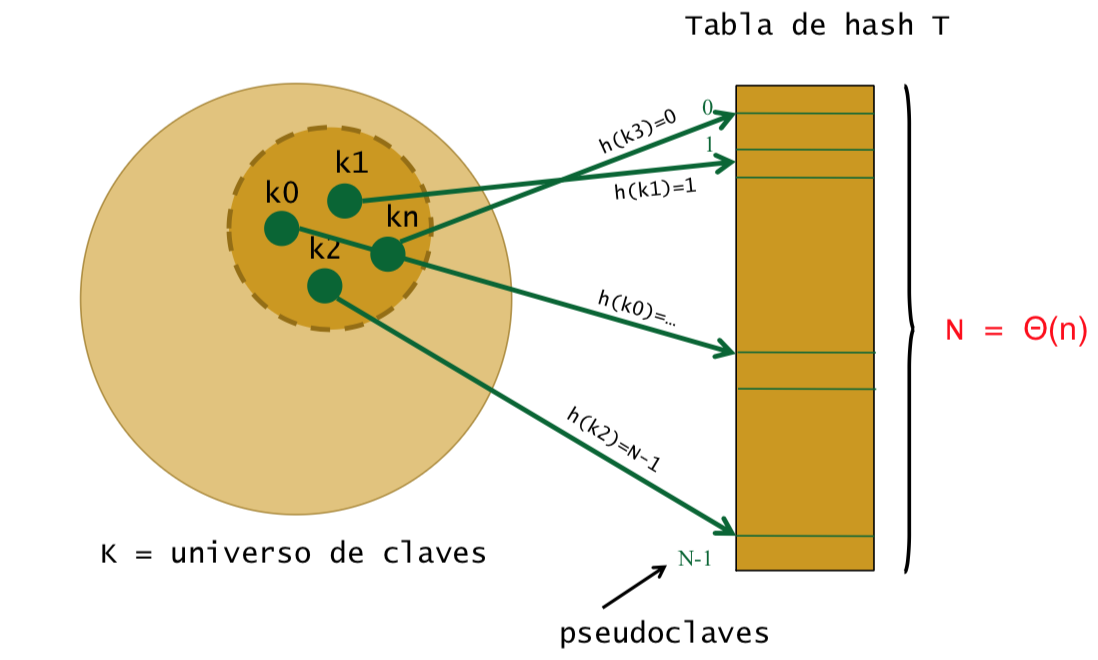 Tabla de hash T
0
h(k3)=0
1
k1
k0
h(k1)=1
kn
k2
h(k0)=…
N = Θ(n)
h(k2)=N-1
K = universo de claves
N-1
pseudoclaves